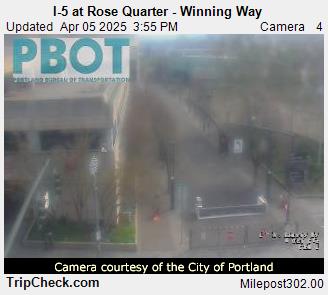 I-5 at Rose Quarter - Winning Way
Updated Apr 05 2025 3:55 PM Camera 4
PBOT
PORTLAND BUREAU OF TRANSPORTATION
Camera courtesy of the City of Portland
TripCheck.com Milepost302.00